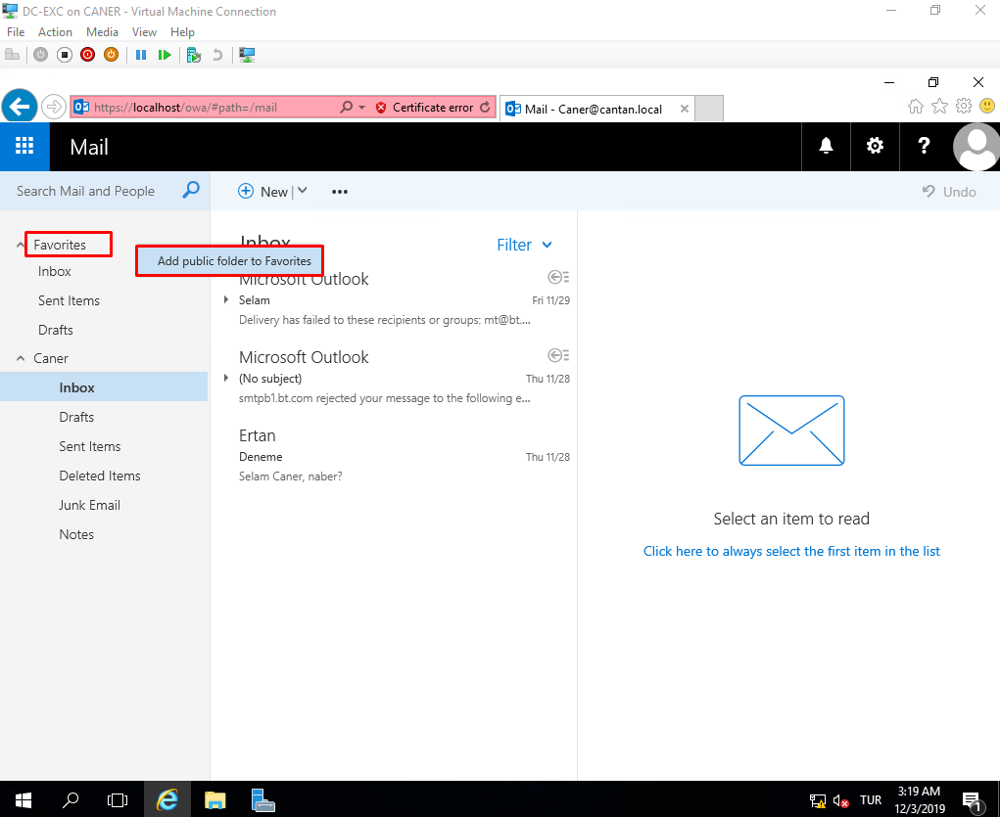 DC-EXC on CANER - Virtual Machine Connection
File Action Media View Help
https://localhost/owa/#path=/mail
Certificate error
Mail - Caner@cantan.local
Mail
?
Search Mail and People
New
Undo
Favorites
Inbox
Sent Items
Drafts
Caner
Inbox
Drafts
Sent Items
Deleted Items
Junk Email
Notes
Inbox
Filter
Add public folder to Favorites
Microsoft Outlook
Selam
Fri 11/29
Delivery has failed to these recipients or groups: mt@bt....
Microsoft Outlook
(No subject)
Thu 11/28
smtpb1.bt.com rejected your message to the following e...
Ertan
Deneme
Thu 11/28
Selam Caner, naber?
Select an item to read
Click here to always select the first item in the list
TUR
3:19 AM
12/3/2019
1